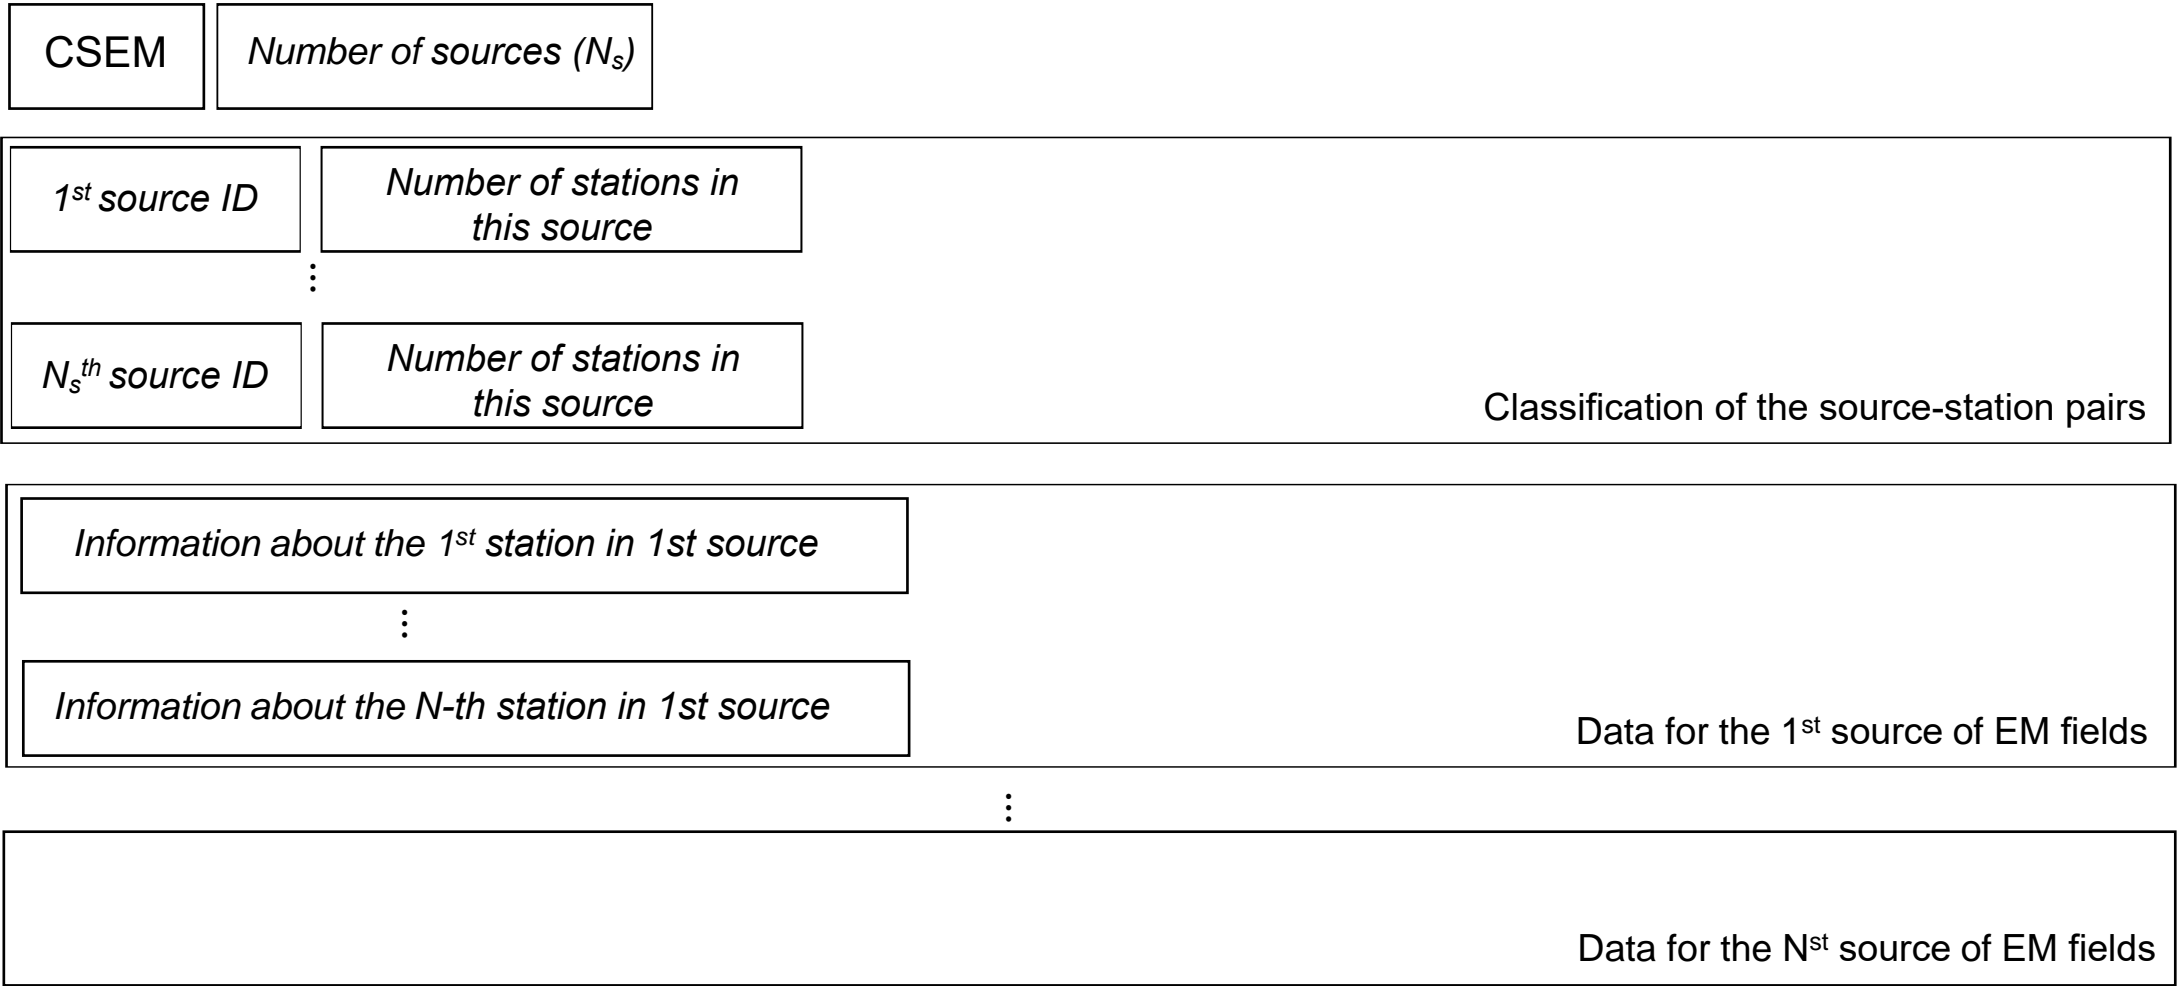 CSEM
Number of sources (Nₛ)
1ˢᵗ source ID
Number of stations in
this source
⋮
Nₛᵗʰ source ID
Number of stations in
this source
Classification of the source-station pairs
Information about the 1ˢᵗ station in 1st source
⋮
Information about the N-th station in 1st source
Data for the 1ˢᵗ source of EM fields
⋮
Data for the Nˢᵗ source of EM fields